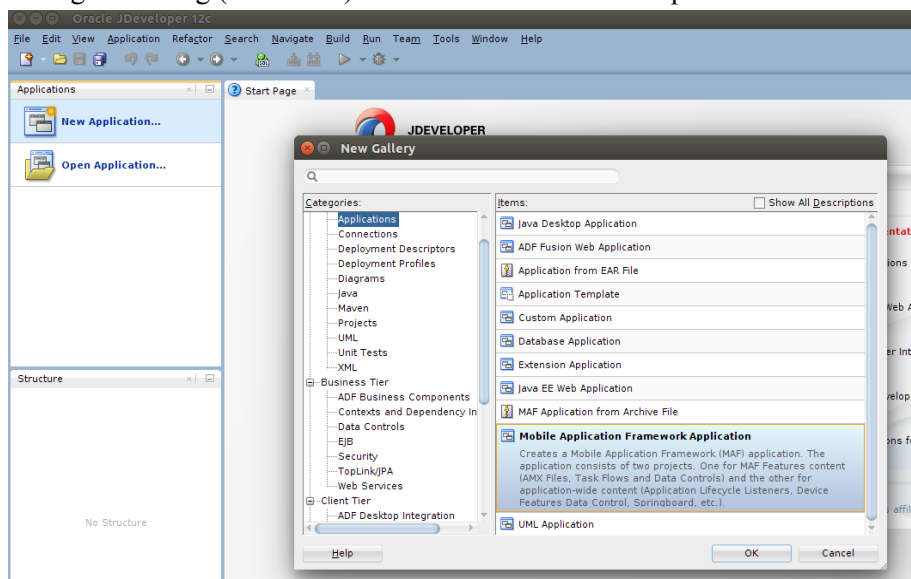 Oracle JDeveloper 12c
File Edit View Application Refactor Search Navigate Build Run Team Tools Window Help
Applications
New Application...
Open Application...
Structure
No Structure
Start Page
JDEVELOPER
New Gallery
Categories:
Applications
Connections
Deployment Descriptors
Deployment Profiles
Diagrams
Java
Maven
Projects
UML
Unit Tests
XML
Business Tier
ADF Business Components
Contexts and Dependency In
Data Controls
EJB
Security
TopLink/JPA
Web Services
Client Tier
ADF Desktop Integration
Items:
Show All Descriptions
Java Desktop Application
ADF Fusion Web Application
Application from EAR File
Application Template
Custom Application
Database Application
Extension Application
Java EE Web Application
MAF Application from Archive File
Mobile Application Framework Application
Creates a Mobile Application Framework (MAF) application. The
application consists of two projects. One for MAF Features content
(AMX Files, Task Flows and Data Controls) and the other for
application-wide content (Application Lifecycle Listeners, Device
Features Data Control, Springboard, etc.).
UML Application
Help
OK
Cancel